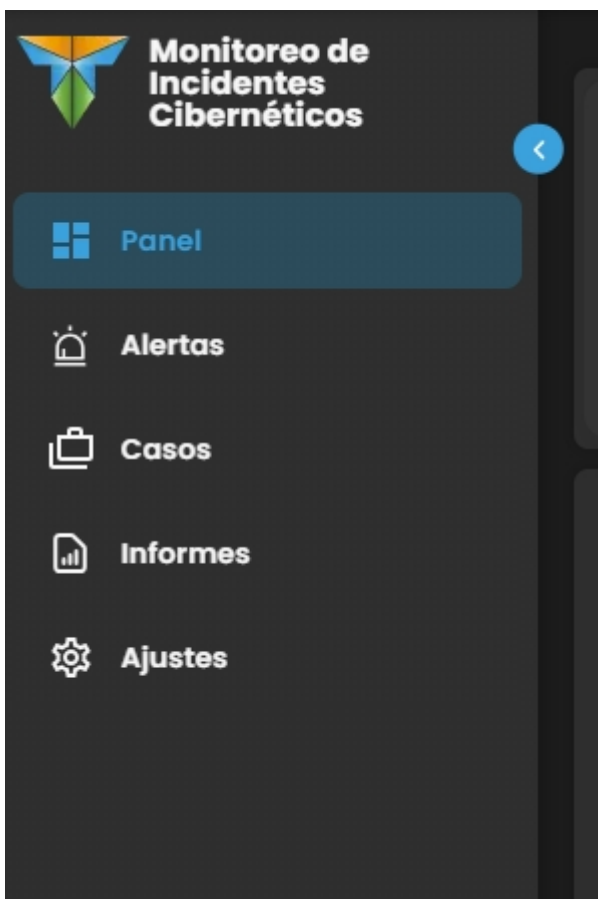 Monitoreo de
Incidentes
Cibernéticos
Panel
Alertas
Casos
Informes
Ajustes